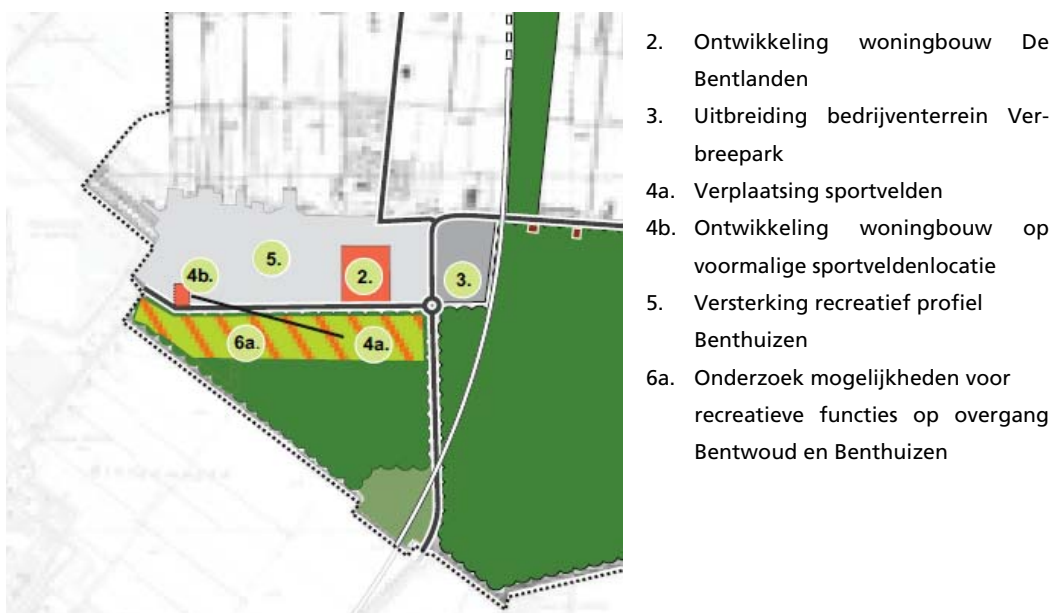 2. Ontwikkeling woningbouw De
Bentlanden
3. Uitbreiding bedrijventerrein Ver-
breepark
4a. Verplaatsing sportvelden
4b. Ontwikkeling woningbouw op
voormalige sportveldenlocatie
5. Versterking recreatief profiel
Benthuizen
6a. Onderzoek mogelijkheden voor
recreatieve functies op overgang
Bentwoud en Benthuizen
4b.
5.
2.
3.
6a.
4a.